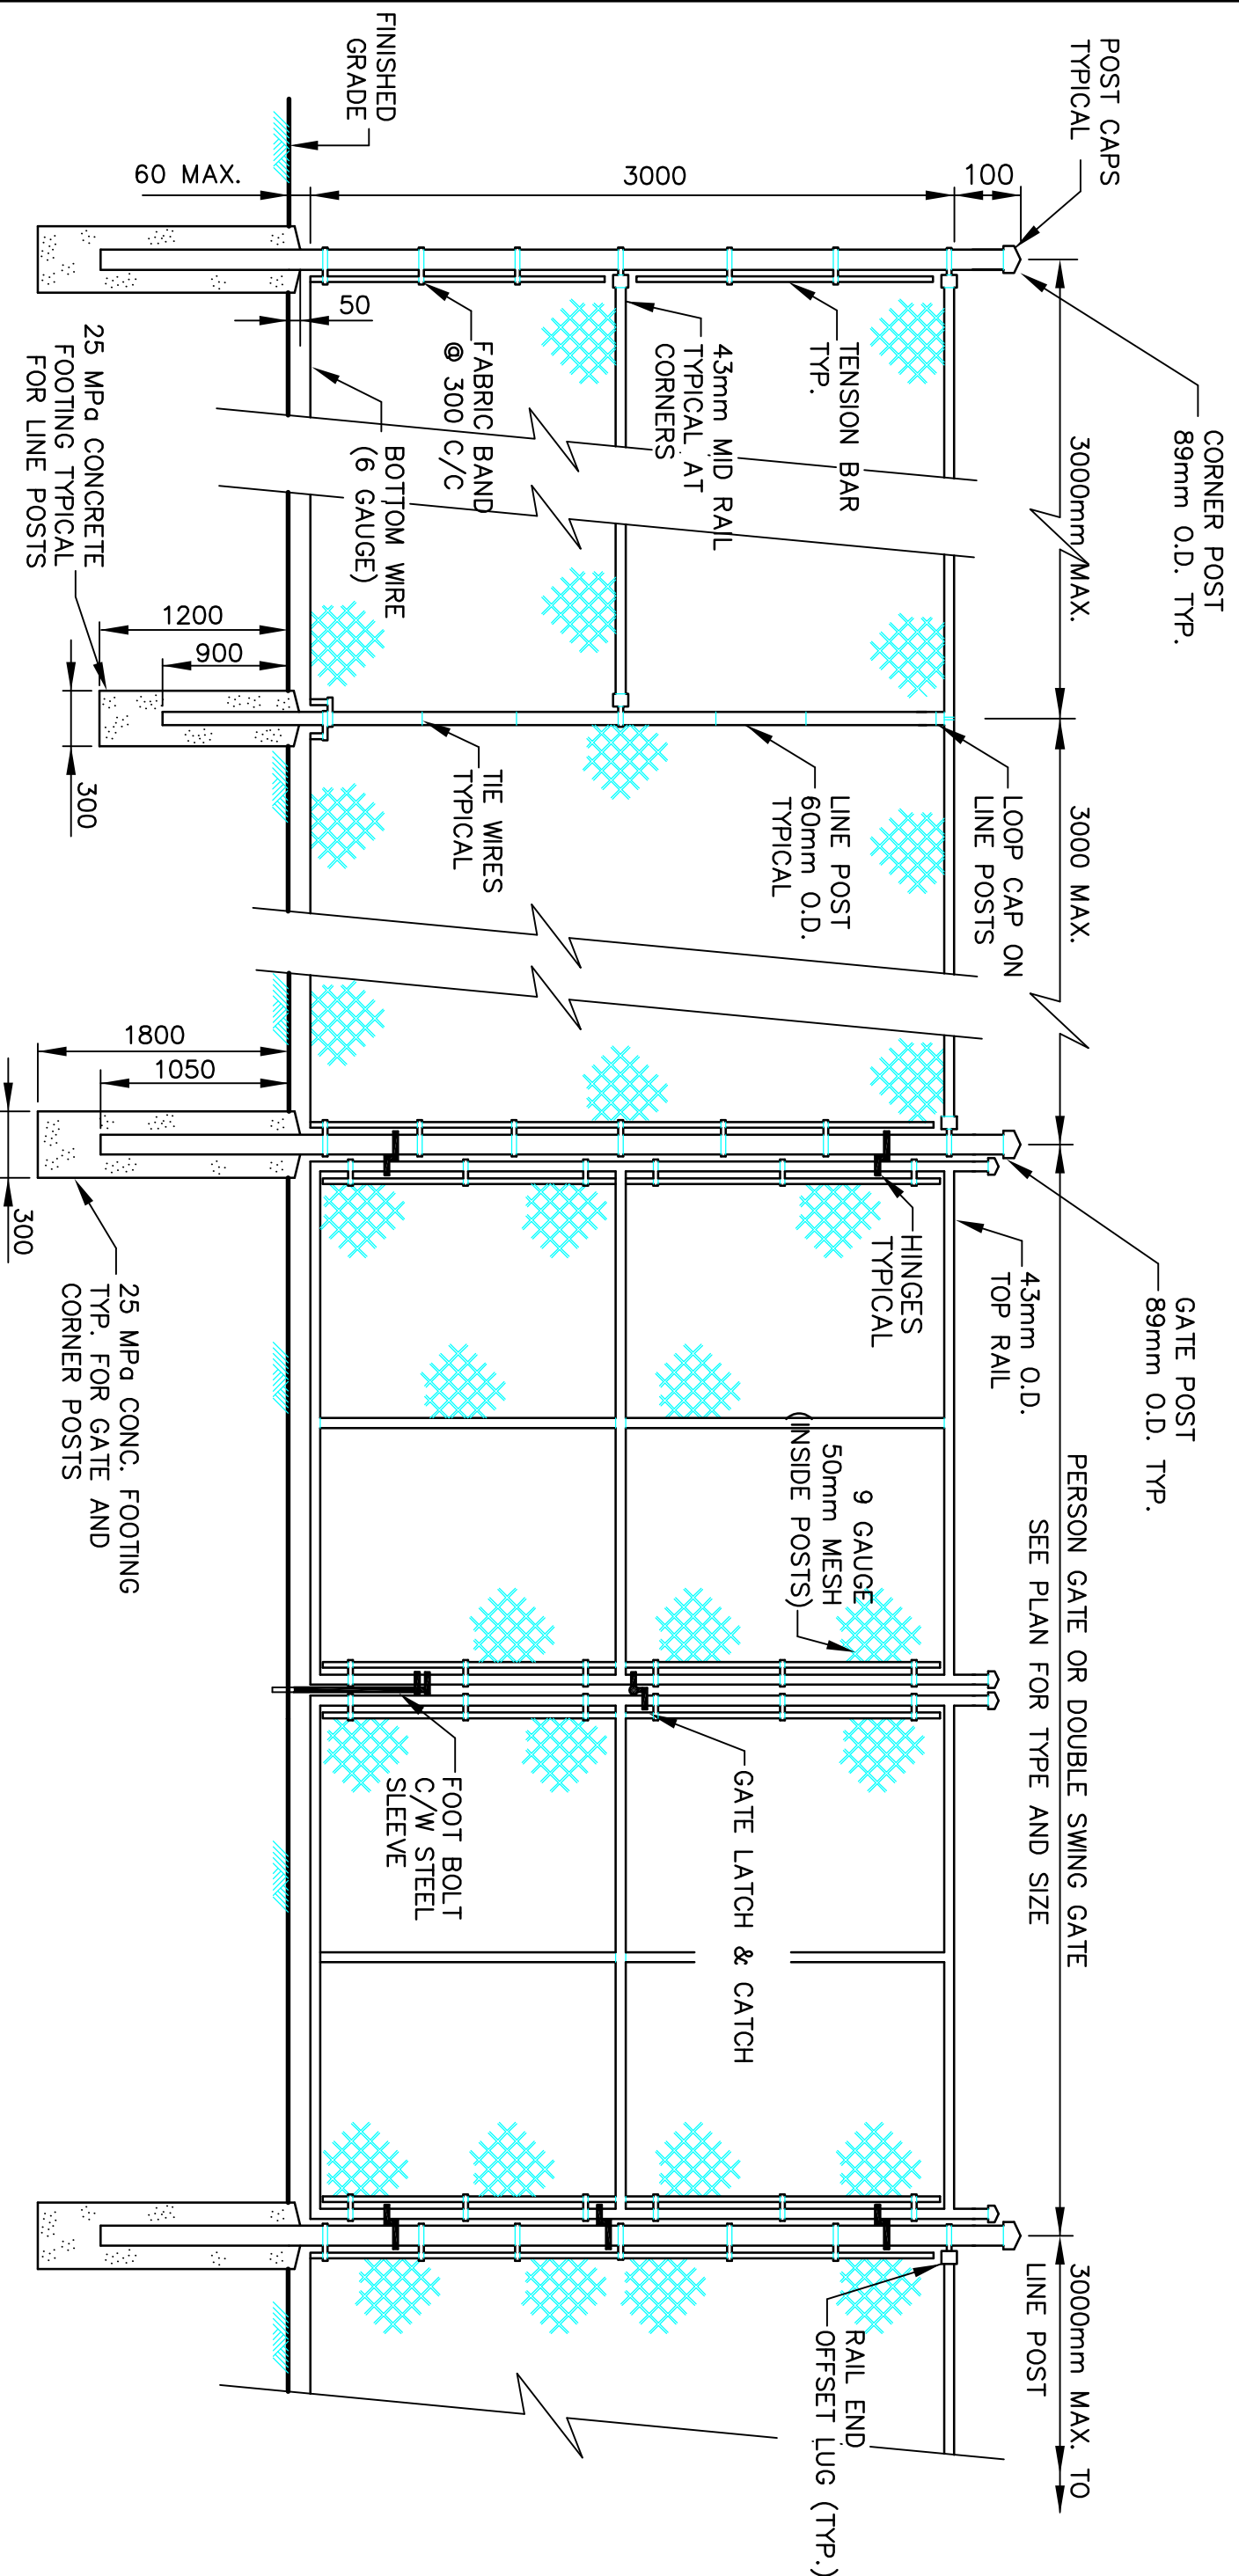 POST CAPS
TYPICAL
CORNER POST
89mm O.D. TYP.
GATE POST
89mm O.D. TYP.
3000mm MAX.
3000 MAX.
PERSON GATE OR DOUBLE SWING GATE
SEE PLAN FOR TYPE AND SIZE
3000mm MAX. TO
LINE POST
100
3000
60 MAX.
FINISHED
GRADE
50
TENSION BAR
TYP.
43mm MID RAIL
TYPICAL AT
CORNERS
FABRIC BAND
@ 300 C/C
BOTTOM WIRE
(6 GAUGE)
25 MPa CONCRETE
FOOTING TYPICAL
FOR LINE POSTS
1200
900
300
LOOP CAP ON
LINE POSTS
LINE POST
60mm O.D.
TYPICAL
TIE WIRES
TYPICAL
1800
1050
300
43mm O.D.
TOP RAIL
HINGES
TYPICAL
25 MPa CONC. FOOTING
TYP. FOR GATE AND
CORNER POSTS
9 GAUGE
50mm MESH
(INSIDE POSTS)
GATE LATCH & CATCH
FOOT BOLT
C/W STEEL
SLEEVE
RAIL END
OFFSET LUG (TYP.)